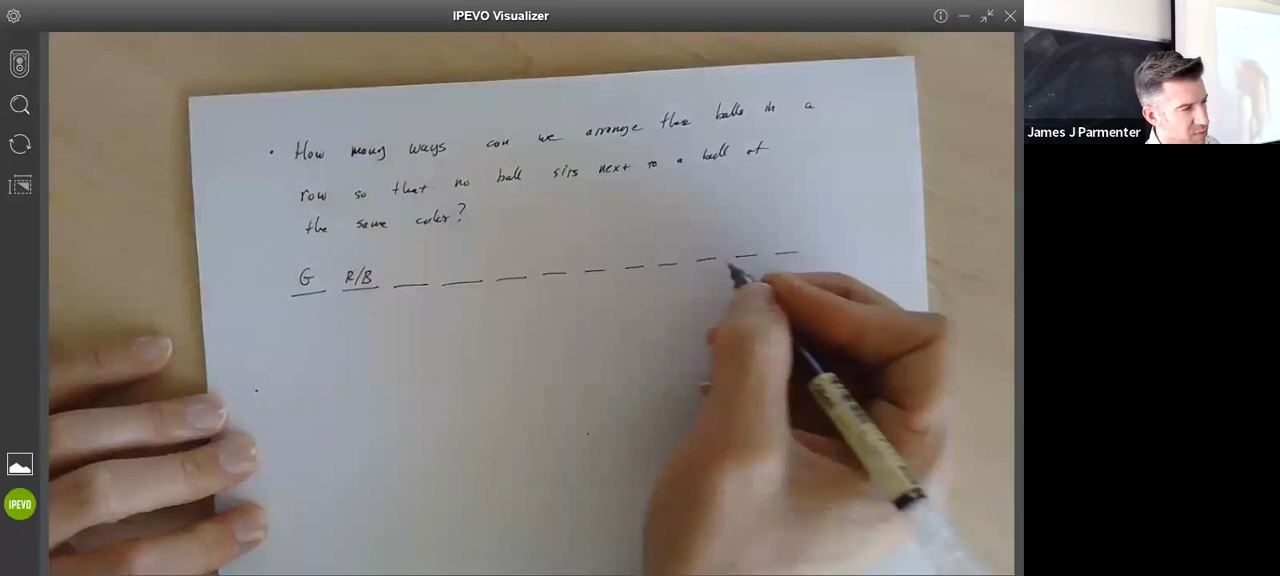 IPEVO Visualizer
James J Parmenter
• How many ways can we arrange these balls in a
row so that no ball sits next to a ball of
the same color?
G R/B
IPEVO